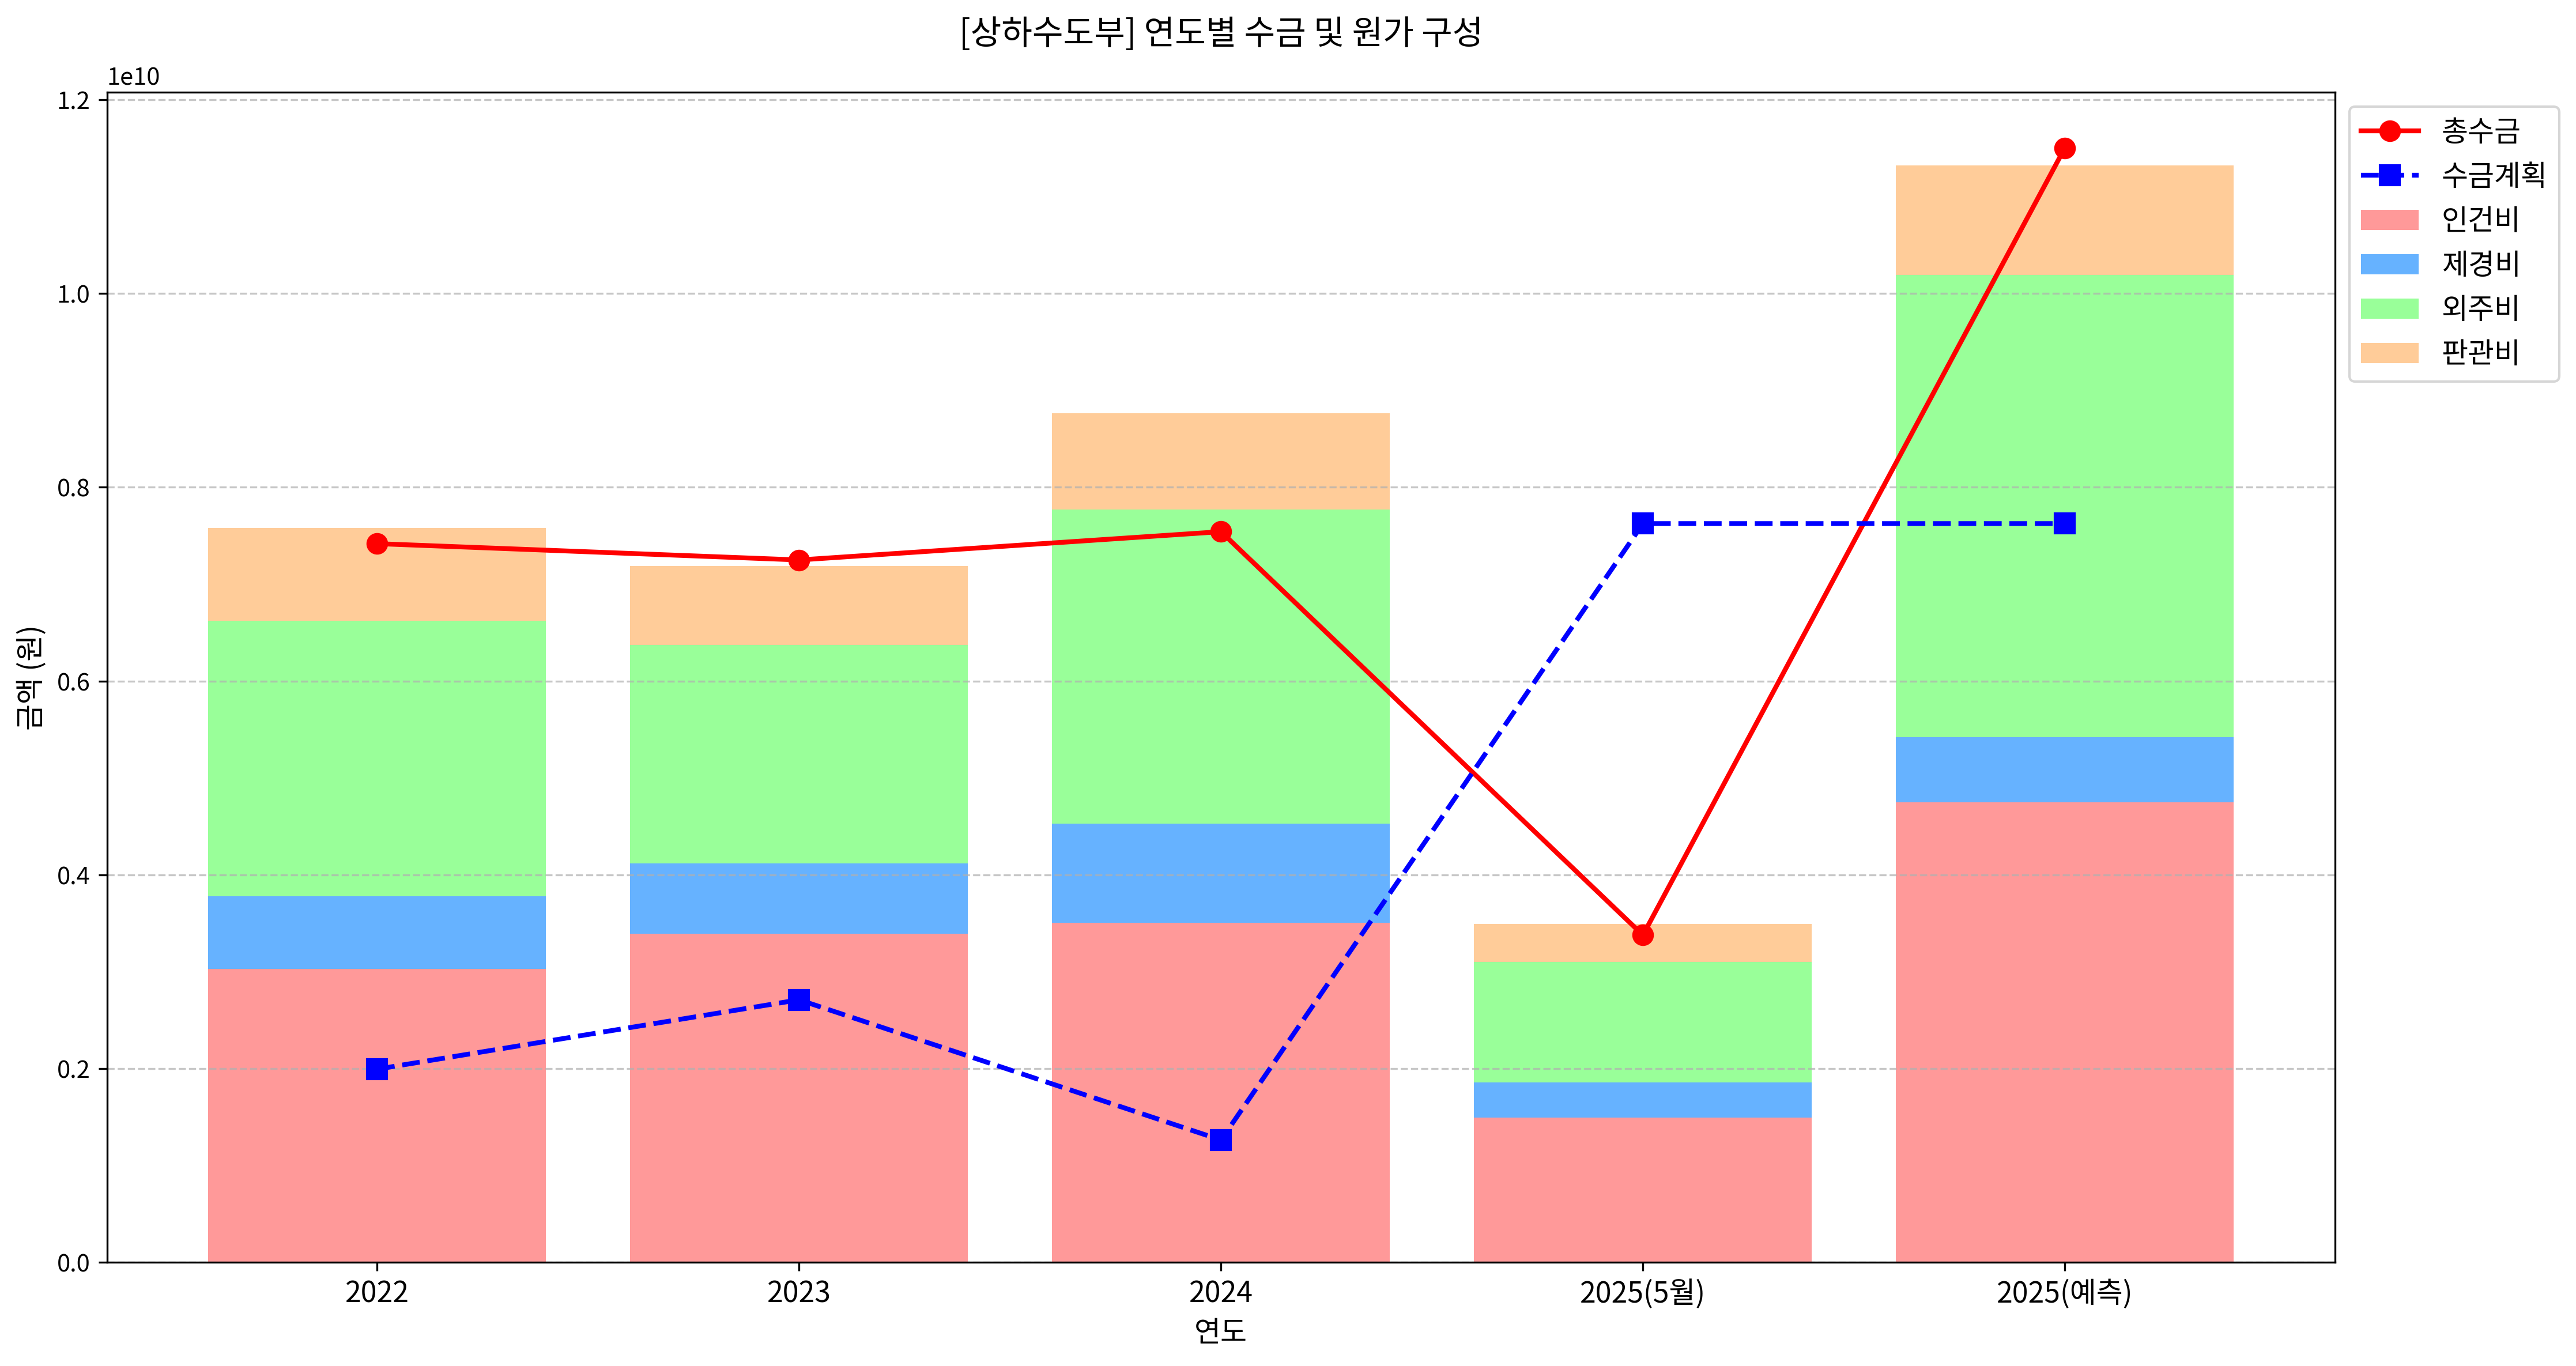 [상하수도부] 연도별 수금 및 원가 구성
1e10
1.2
1.0
0.8
0.6
0.4
0.2
0.0
금액 (원)
2022
2023
2024
2025(5월)
2025(예측)
연도
총수금
수금계획
인건비
제경비
외주비
판관비